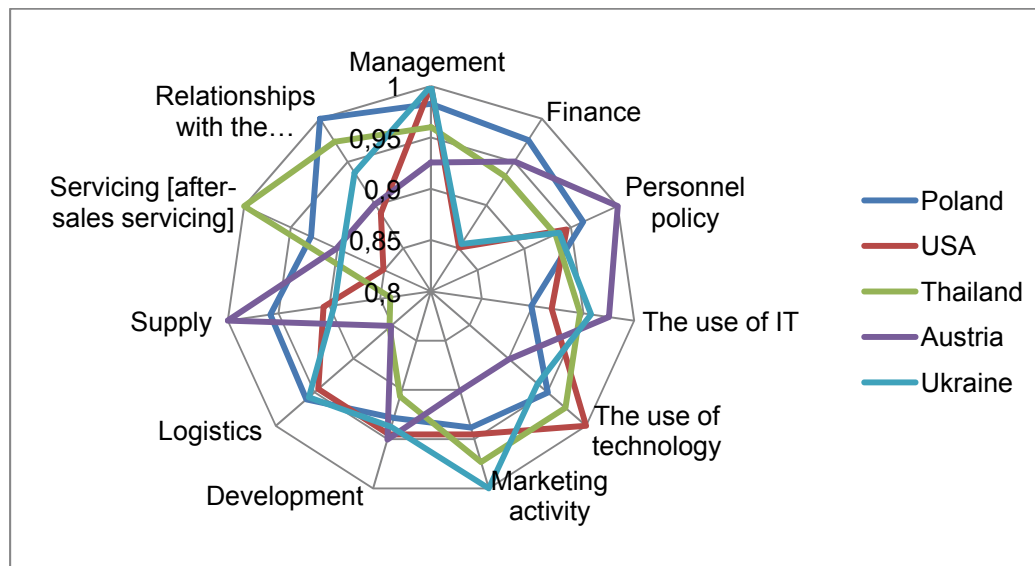 Management
Finance
Personnel
policy
The use of IT
The use of
technology
Marketing
activity
Development
Logistics
Supply
Servicing [after-
sales servicing]
Relationships
with the…
1
0,95
0,9
0,85
0,8
Poland
USA
Thailand
Austria
Ukraine